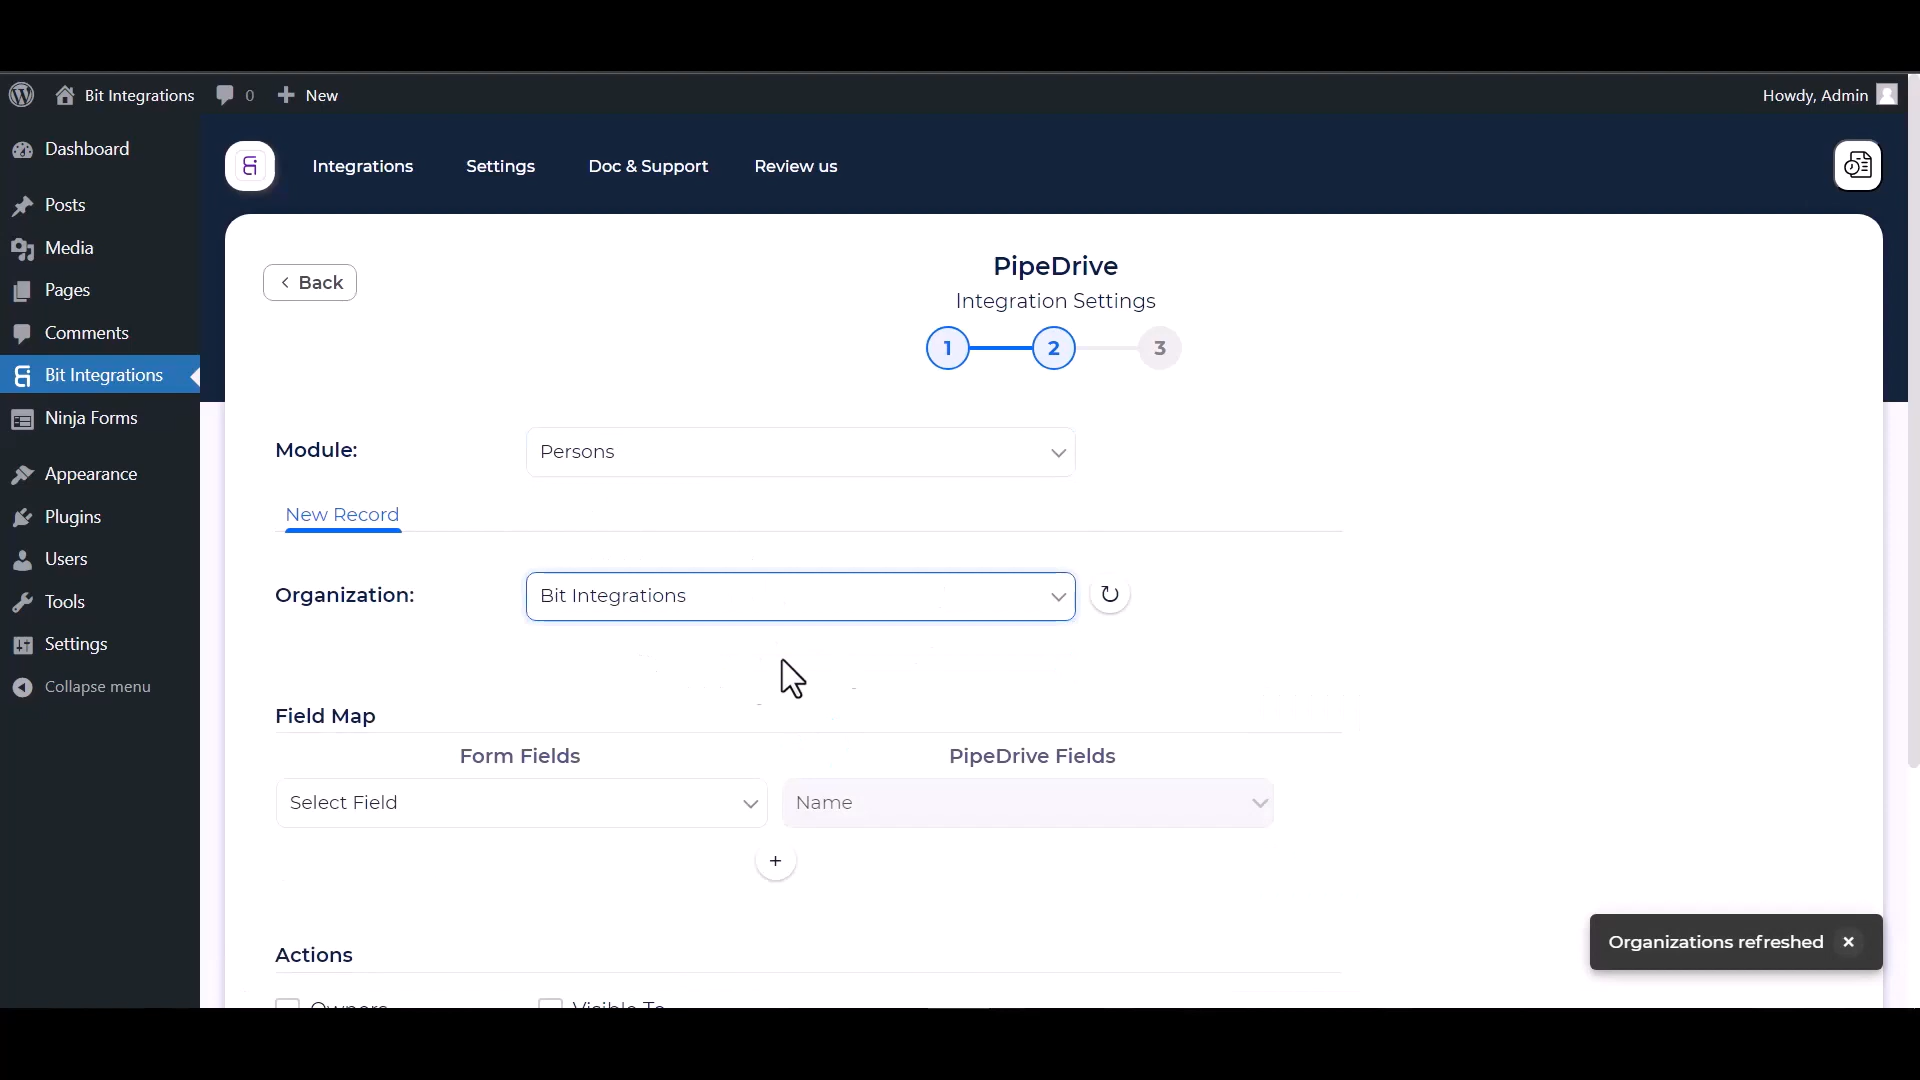 Bit Integrations 0 + New Howdy, Admin
Dashboard
Posts
Media
Pages
Comments
Bit Integrations
Ninja Forms
Appearance
Plugins
Users
Tools
Settings
Collapse menu
Integrations Settings Doc & Support Review us
Back
PipeDrive
Integration Settings
1 2 3
Module: Persons
New Record
Organization: Bit Integrations
Field Map
Form Fields PipeDrive Fields
Select Field Name
+
Actions
Owners Visible To
Organizations refreshed ×